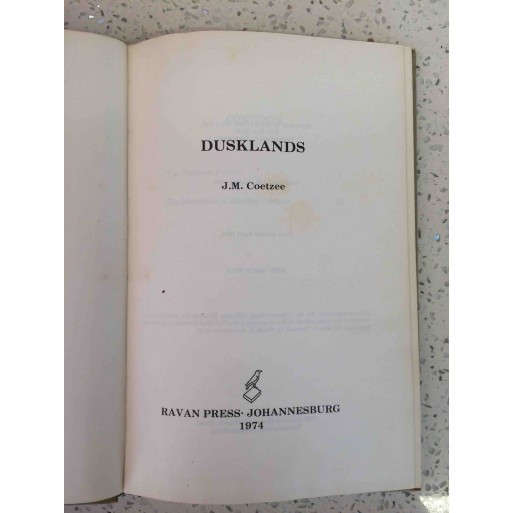 DUSKLANDS
J.M. Coetzee
RAVAN PRESS· JOHANNESBURG
1974